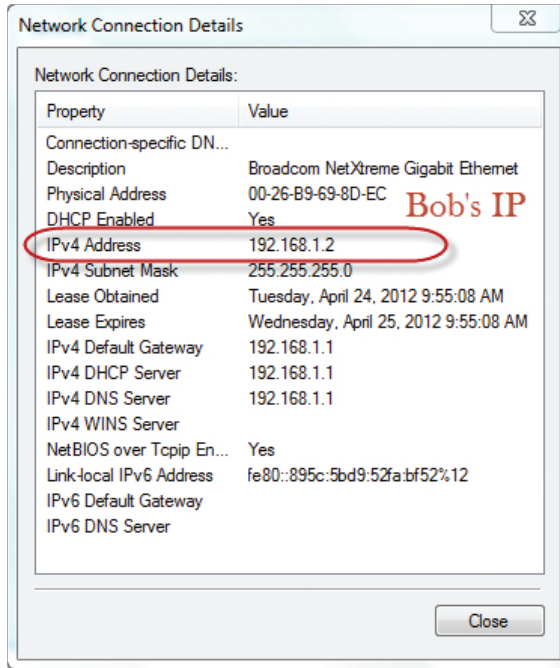 Network Connection Details
Network Connection Details:
Property Value
Connection-specific DN...
Description Broadcom NetXtreme Gigabit Ethernet
Physical Address 00-26-B9-69-8D-EC
Bob's IP
DHCP Enabled Yes
IPv4 Address 192.168.1.2
IPv4 Subnet Mask 255.255.255.0
Lease Obtained Tuesday, April 24, 2012 9:55:08 AM
Lease Expires Wednesday, April 25, 2012 9:55:08 AM
IPv4 Default Gateway 192.168.1.1
IPv4 DHCP Server 192.168.1.1
IPv4 DNS Server 192.168.1.1
IPv4 WINS Server
NetBIOS over Tcpip En... Yes
Link-local IPv6 Address fe80::895c:5bd9:52fa:bf52%12
IPv6 Default Gateway
IPv6 DNS Server
Close